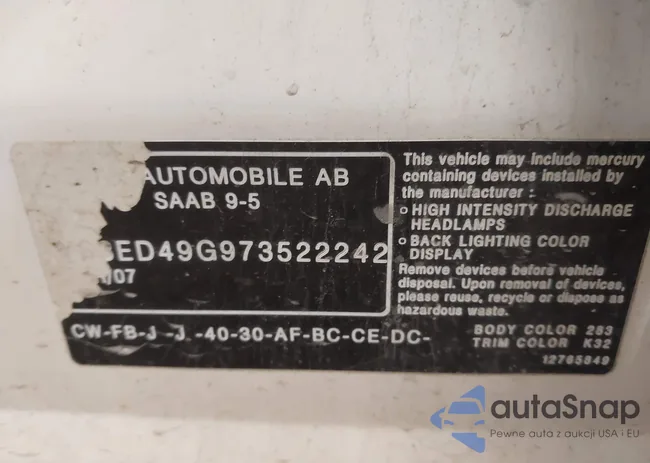 AUTOMOBILE AB
SAAB 9-5
ED49G973522242
/07
CW-FB-J -J -40-30-AF-BC-CE-DC-
This vehicle may include mercury
containing devices installed by
the manufacturer :
o HIGH INTENSITY DISCHARGE
HEADLAMPS
o BACK LIGHTING COLOR
DISPLAY
Remove devices before vehicle
disposal. Upon removal of devices,
please reuse, recycle or dispose as
hazardous waste.
BODY COLOR 283
TRIM COLOR K32
12765849
autoSnap
Pewne auta z aukcji USA i EU